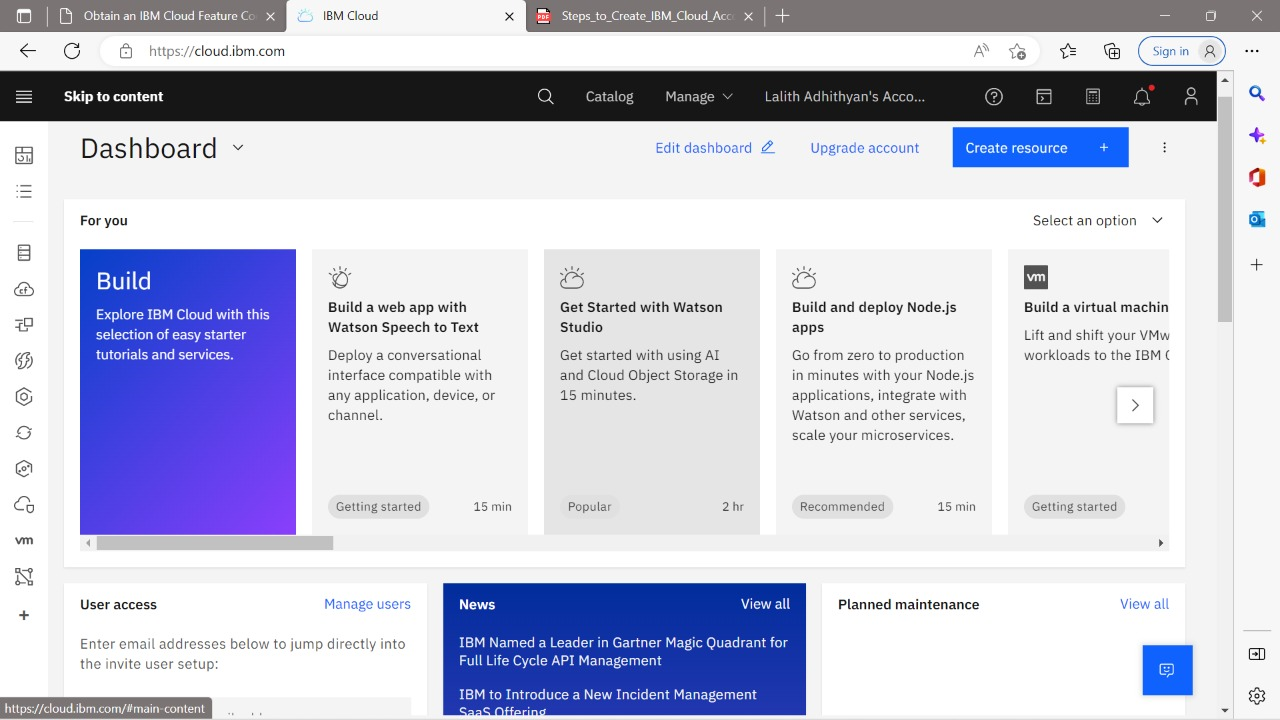 Obtain an IBM Cloud Feature Co
IBM Cloud
Steps_to_Create_IBM_Cloud_Acc
https://cloud.ibm.com
Sign in
Skip to content
Catalog
Manage
Lalith Adhithyan's Acco...
Dashboard
Edit dashboard
Upgrade account
Create resource
For you
Select an option
Build
Explore IBM Cloud with this
selection of easy starter
tutorials and services.
Build a web app with
Watson Speech to Text
Deploy a conversational
interface compatible with
any application, device, or
channel.
Getting started
15 min
Get Started with Watson
Studio
Get started with using AI
and Cloud Object Storage in
15 minutes.
Popular
2 hr
Build and deploy Node.js
apps
Go from zero to production
in minutes with your Node.js
applications, integrate with
Watson and other services,
scale your microservices.
Recommended
15 min
vm
Build a virtual machin
Lift and shift your VMw
workloads to the IBM C
Getting started
vm
User access
Manage users
Enter email addresses below to jump directly into
the invite user setup:
News
View all
IBM Named a Leader in Gartner Magic Quadrant for
Full Life Cycle API Management
IBM to Introduce a New Incident Management
SaaS Offering
Planned maintenance
View all
https://cloud.ibm.com/#main-content